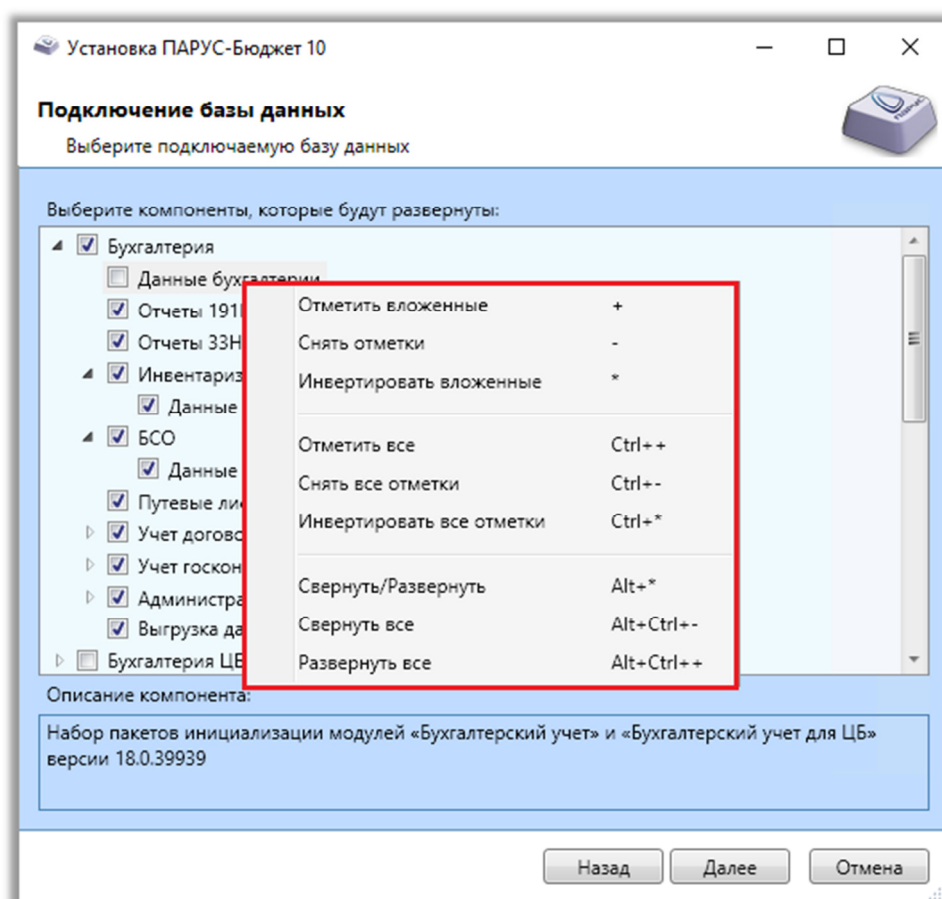 Установка ПАРУС-Бюджет 10
Подключение базы данных
Выберите подключаемую базу данных
ПАРУС
Выберите компоненты, которые будут развернуты:
Бухгалтерия
Данные бухгалтерии
Отчеты 191
Отчеты 33Н
Инвентариз
Данные
БСО
Данные
Путевые ли
Учет догово
Учет госкон
Администра
Выгрузка да
Бухгалтерия ЦБ
Отметить вложенные +
Снять отметки -
Инвертировать вложенные *
Отметить все Ctrl++
Снять все отметки Ctrl+-
Инвертировать все отметки Ctrl+*
Свернуть/Развернуть Alt+*
Свернуть все Alt+Ctrl+-
Развернуть все Alt+Ctrl++
Описание компонента:
Набор пакетов инициализации модулей «Бухгалтерский учет» и «Бухгалтерский учет для ЦБ»
версии 18.0.39939
Назад Далее Отмена